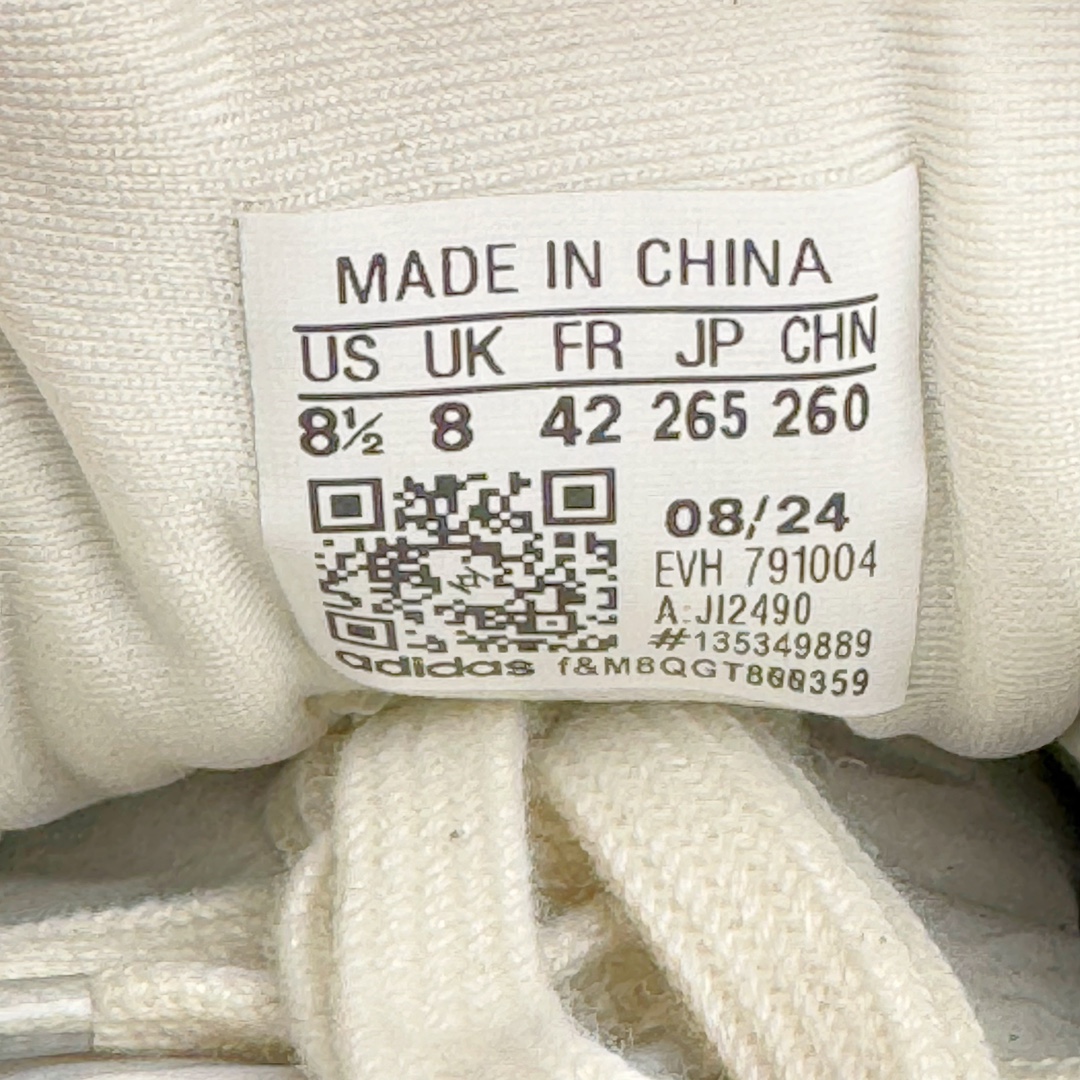 MADE IN CHINA
US UK FR JP CHN
8½ 8 42 265 260
08/24
EVH 791004
A:JI2490
#135349889
adidas